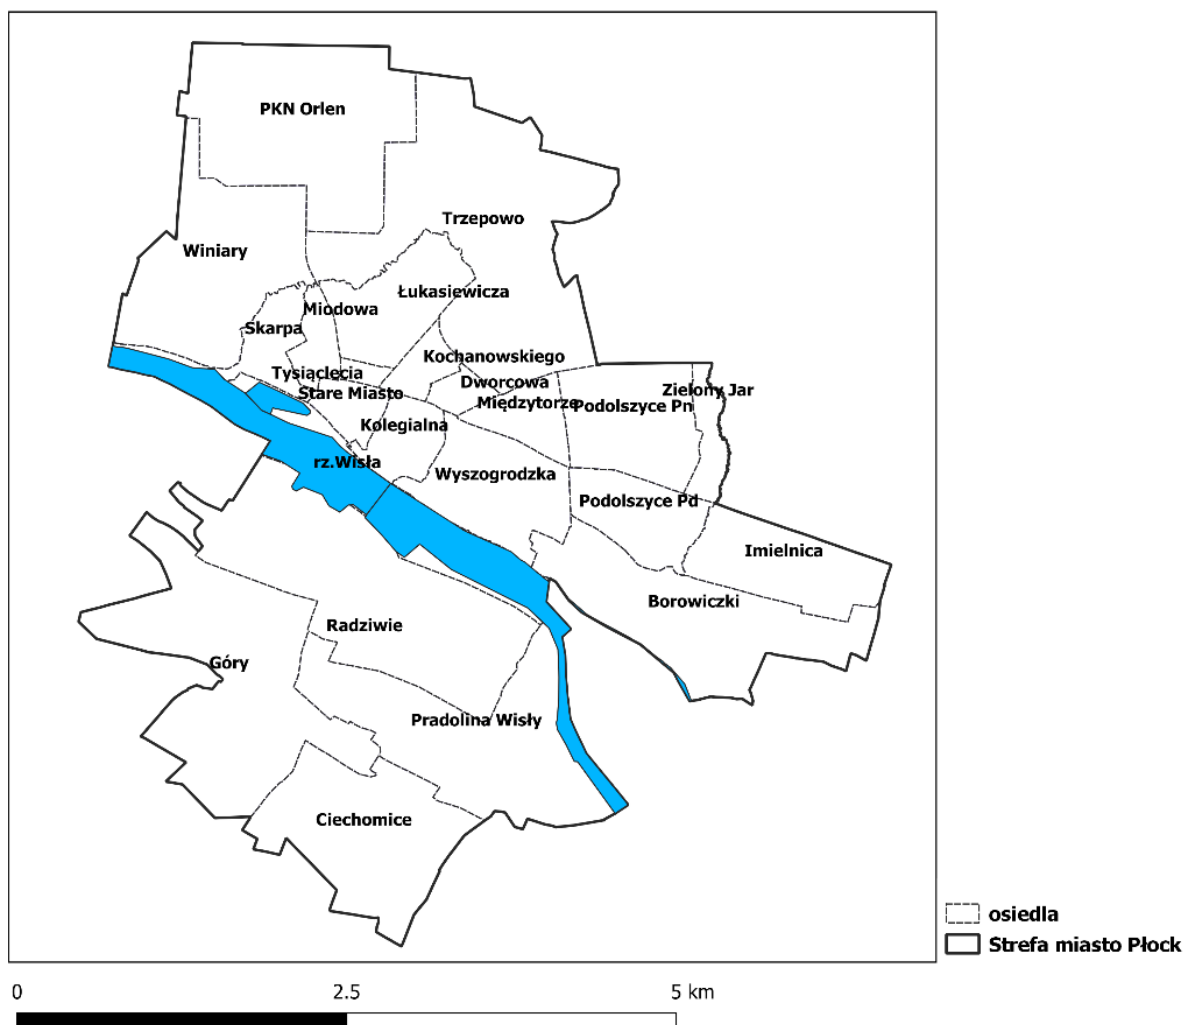 PKN Orlen
Trzepowo
Winiary
Łukasiewicza
Miodowa
Skarpa
Kochanowskiego
Tysiąclecia
Dworcowa
Zielony Jar
Stare Miasto
Międzytorze
Podolszyce Pn
Kolegialna
rz.Wisła
Wyszogrodzka
Podolszyce Pd
Imielnica
Borowiczki
Radziwie
Góry
Pradolina Wisły
Ciechomice
osiedla
Strefa miasto Płock
0 2.5 5 km